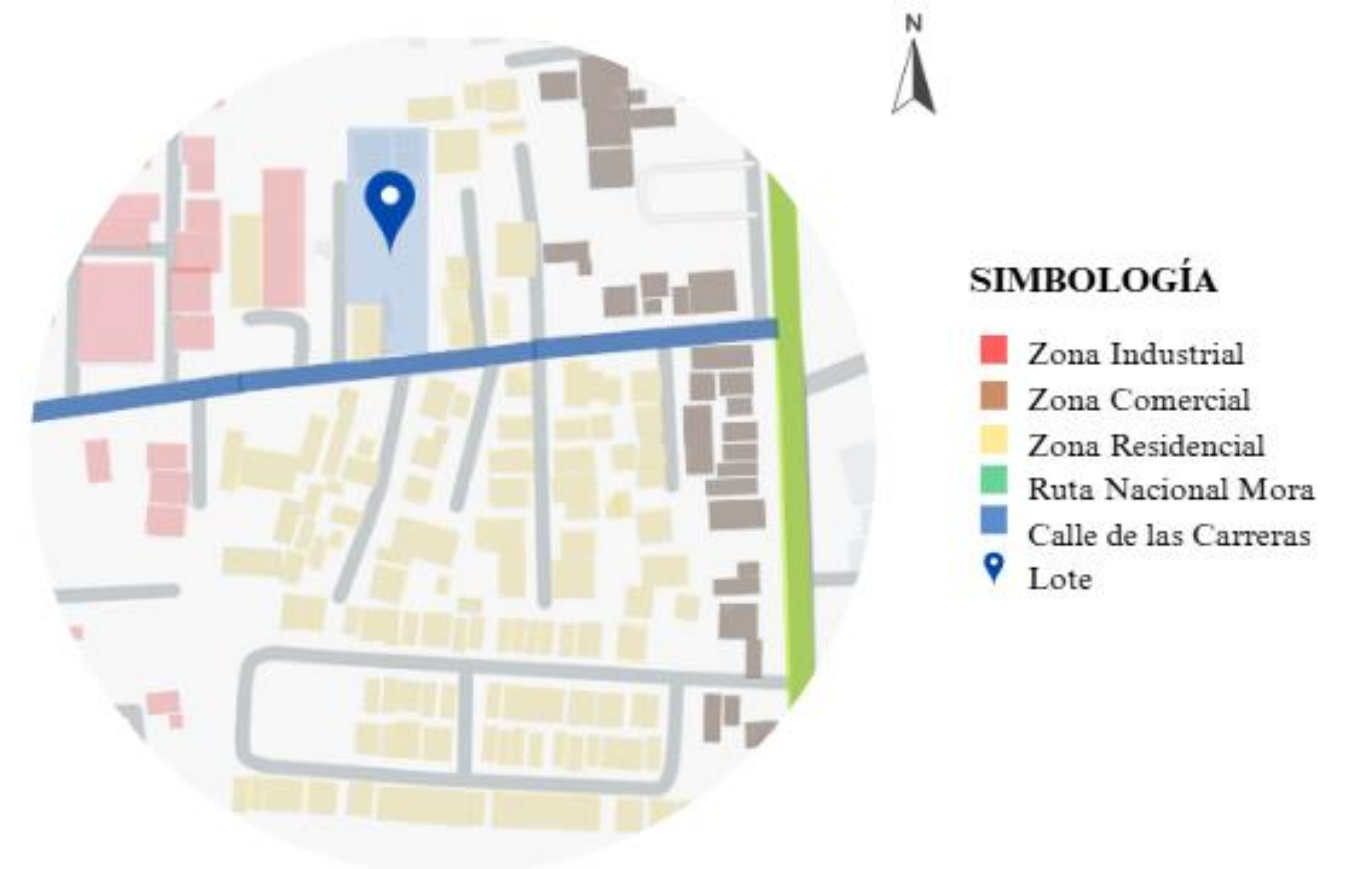 N
SIMBOLOGÍA
Zona Industrial
Zona Comercial
Zona Residencial
Ruta Nacional Mora
Calle de las Carreras
Lote